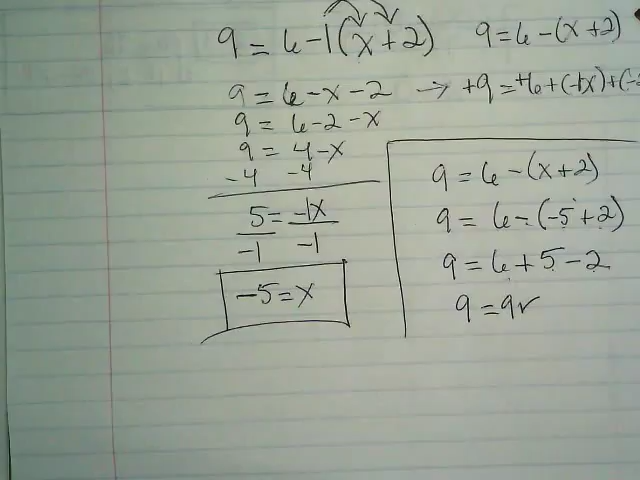 9 = 6 - 1(x + 2)
9 = 6 - (x + 2)
9 = 6 - x - 2 → +9 = +6 + (-1x) + (-2
9 = 6 - 2 - x
9 = 4 - x
-4 -4
5 = -1x
-1 -1
-5 = x
9 = 6 - (x + 2)
9 = 6 - (-5 + 2)
9 = 6 + 5 - 2
9 = 9 ✓